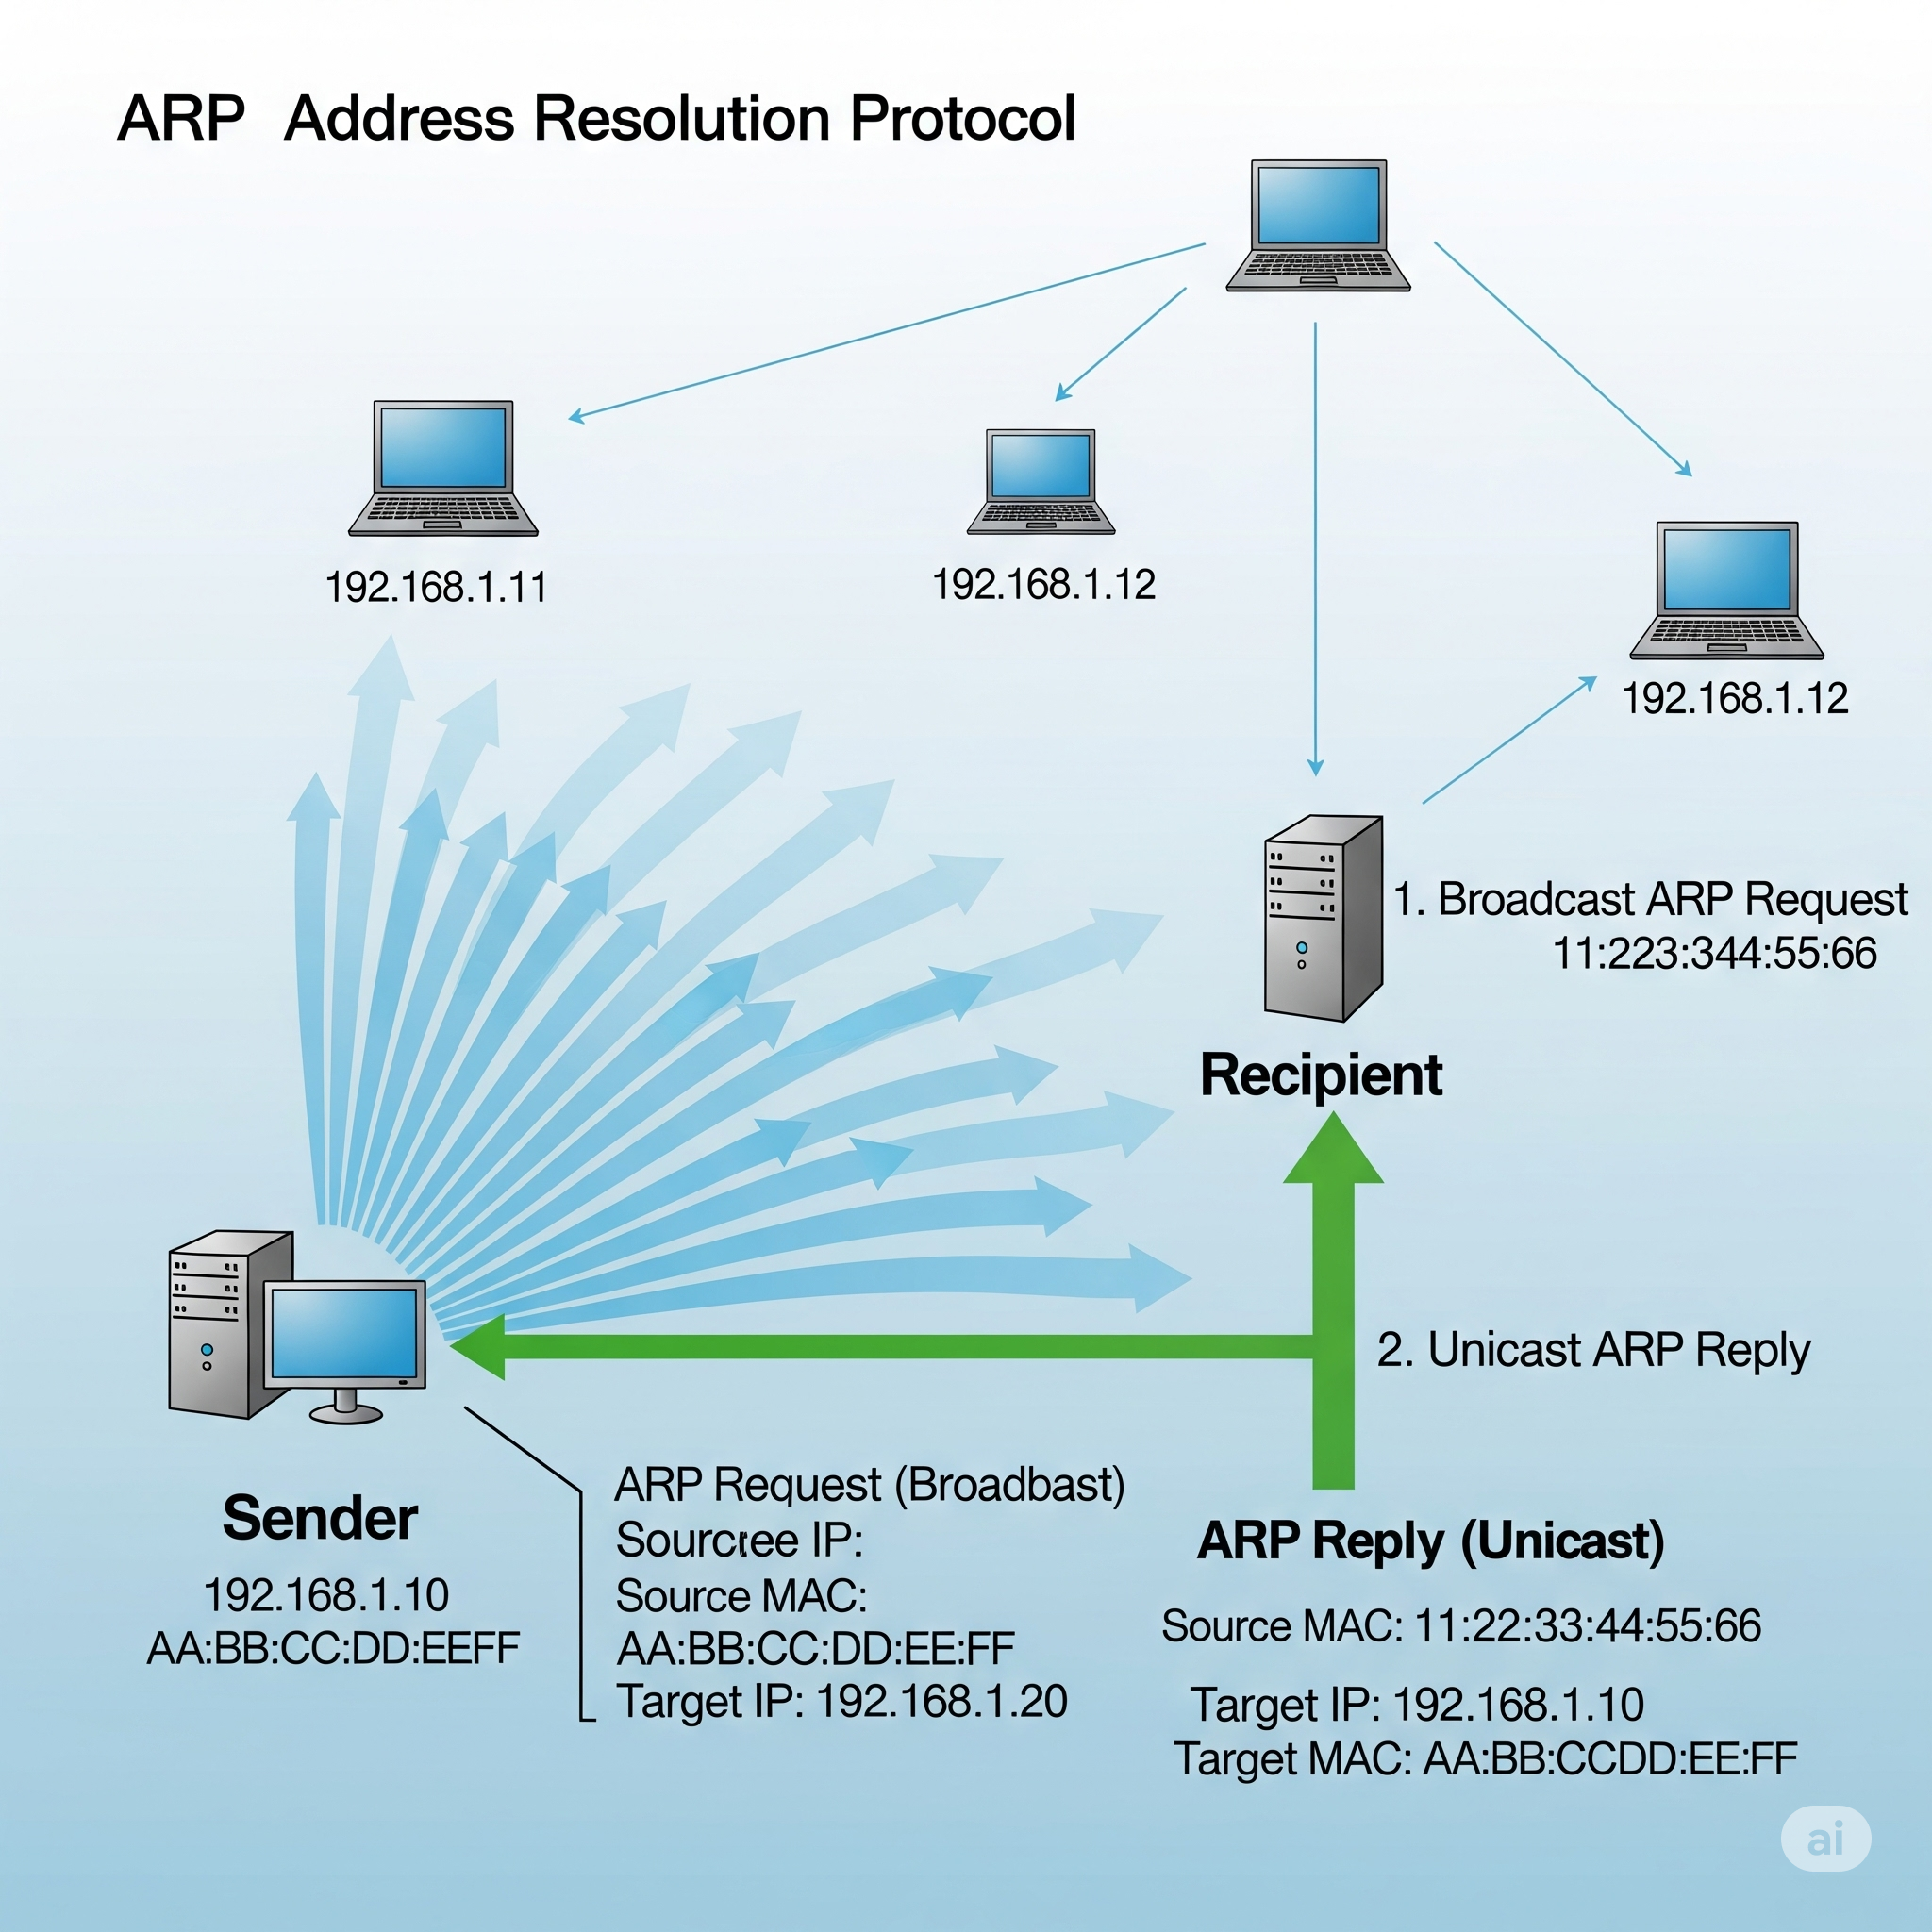 ARP Address Resolution Protocol
192.168.1.11
192.168.1.12
192.168.1.12
1. Broadcast ARP Request
11:223:344:55:66
Recipient
2. Unicast ARP Reply
Sender
192.168.1.10
AA:BB:CC:DD:EEFF
ARP Request (Broadbast)
Sourcɛree IP:
Source MAC:
AA:BB:CC:DD:EE:FF
Target IP: 192.168.1.20
ARP Reply (Unicast)
Source MAC: 11:22:33:44:55:66
Target IP: 192.168.1.10
Target MAC: AA:BB:CCDD:EE:FF
ai